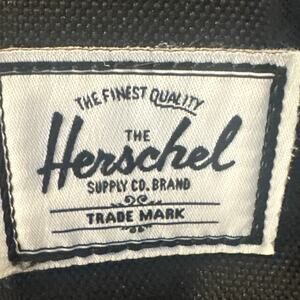 THE FINEST QUALITY
THE
Herschel
SUPPLY CO. BRAND
TRADE MARK